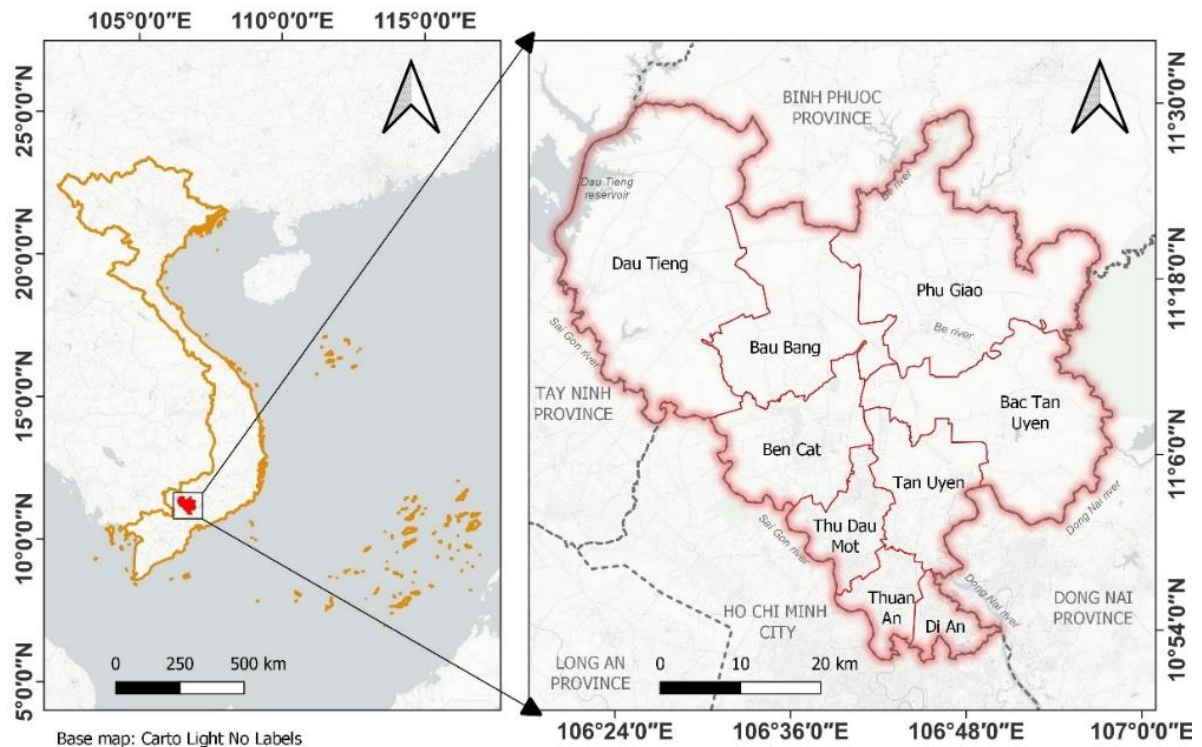 105°0'0"E 110°0'0"E 115°0'0"E
25°0'0"N
20°0'0"N
15°0'0"N
10°0'0"N
5°0'0"N
0 250 500 km
Base map: Carto Light No Labels
BINH PHUOC
PROVINCE
Dau Tieng
reservoir
Be river
Dau Tieng
Phu Giao
Sai Gon river
Be river
Bau Bang
TAY NINH
PROVINCE
Bac Tan
Uyen
Ben Cat
Tan Uyen
Sai Gon river
Thu Dau
Mot
Dong Nai river
Thuan
An
Di An
Dong Nai river
HO CHI MINH
CITY
DONG NAI
PROVINCE
LONG AN
PROVINCE
0 10 20 km
11°30'0"N
11°18'0"N
11°6'0"N
10°54'0"N
106°24'0"E 106°36'0"E 106°48'0"E 107°0'0"E